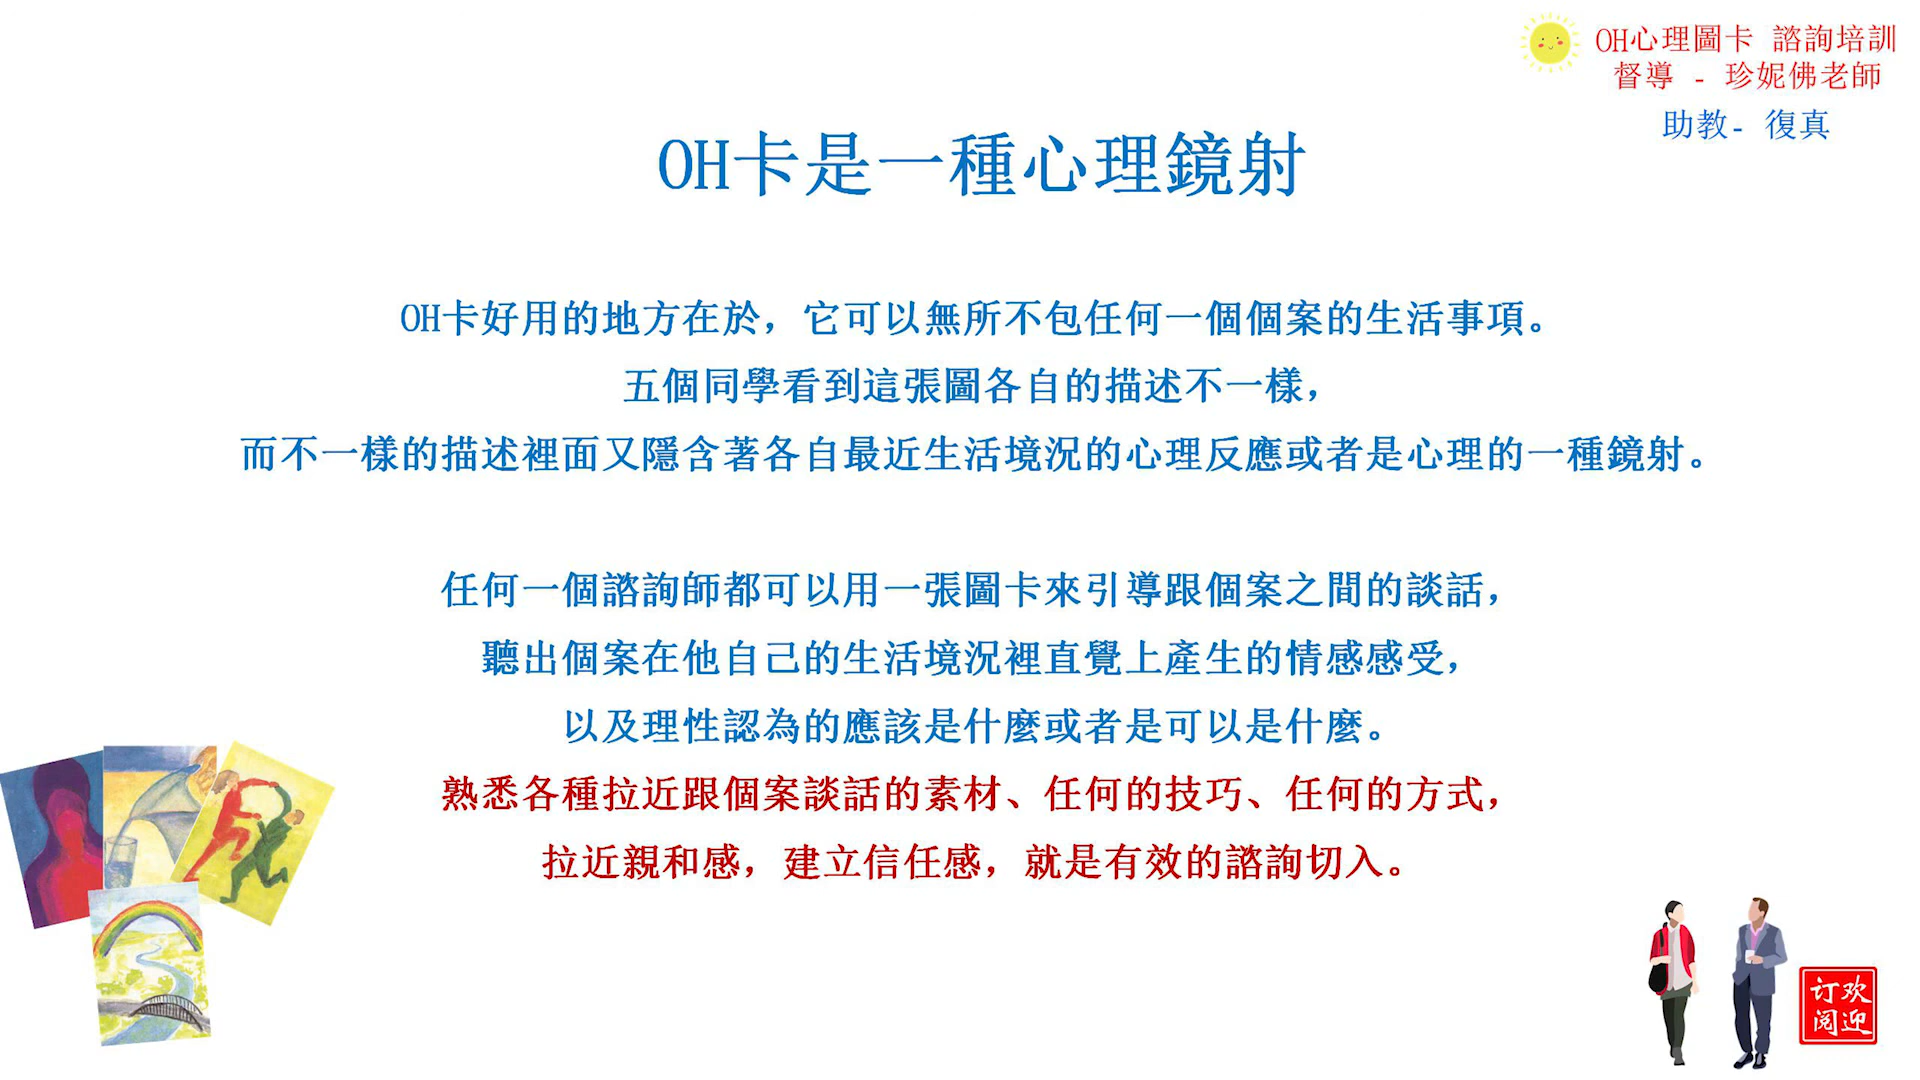 OH心理圖卡 諮詢培訓
督導 - 珍妮佛老師
助教- 復真
OH卡是一種心理鏡射
OH卡好用的地方在於，它可以無所不包任何一個個案的生活事項。
五個同學看到這張圖各自的描述不一樣，
而不一樣的描述裡面又隱含著各自最近生活境況的心理反應或者是心理的一種鏡射。
任何一個諮詢師都可以用一張圖卡來引導跟個案之間的談話，
聽出個案在他自己的生活境況裡直覺上產生的情感感受，
以及理性認為的應該是什麼或者是可以是什麼。
熟悉各種拉近跟個案談話的素材、任何的技巧、任何的方式，
拉近親和感，建立信任感，就是有效的諮詢切入。
欢迎
订阅